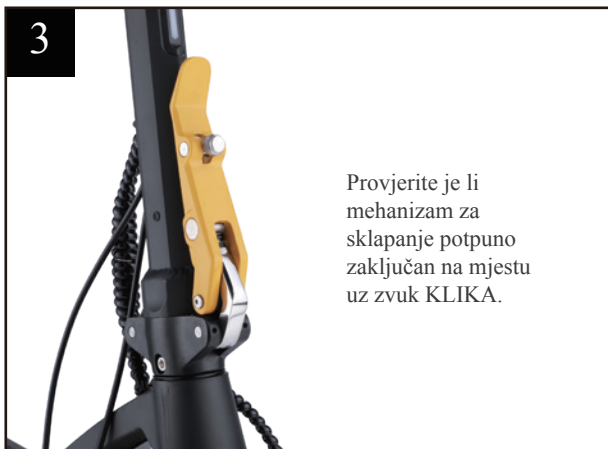 3
Provjerite je li
mehanizam za
sklapanje potpuno
zaključan na mjestu
uz zvuk KLIKA.